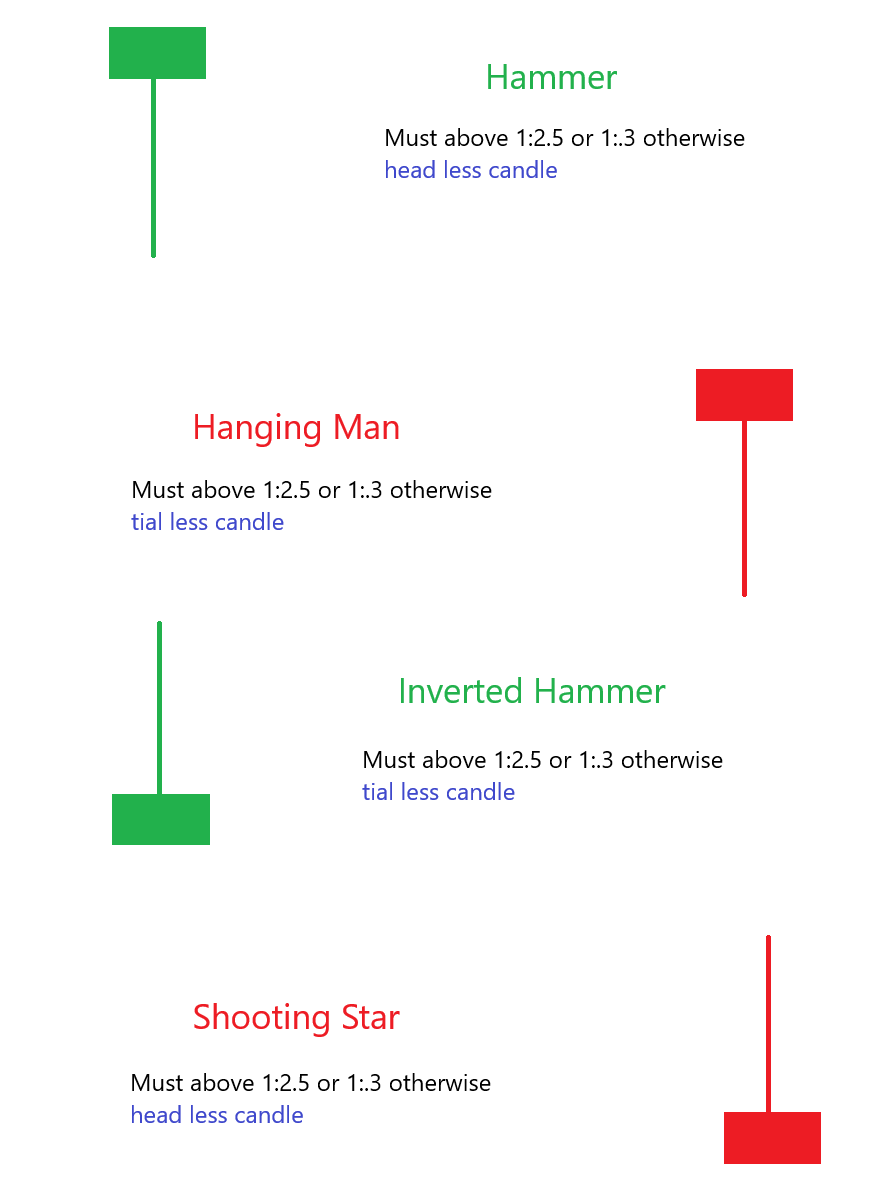 Hammer
Must above 1:2.5 or 1:.3 otherwise
head less candle
Hanging Man
Must above 1:2.5 or 1:.3 otherwise
tial less candle
Inverted Hammer
Must above 1:2.5 or 1:.3 otherwise
tial less candle
Shooting Star
Must above 1:2.5 or 1:.3 otherwise
head less candle